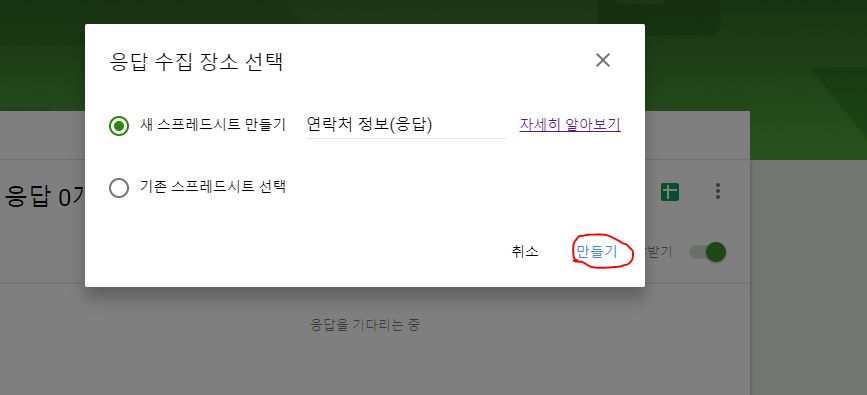 응답 수집 장소 선택
새 스프레드시트 만들기 연락처 정보(응답) 자세히 알아보기
응답 0
기존 스프레드시트 선택
취소 만들기 받기
응답을 기다리는 중